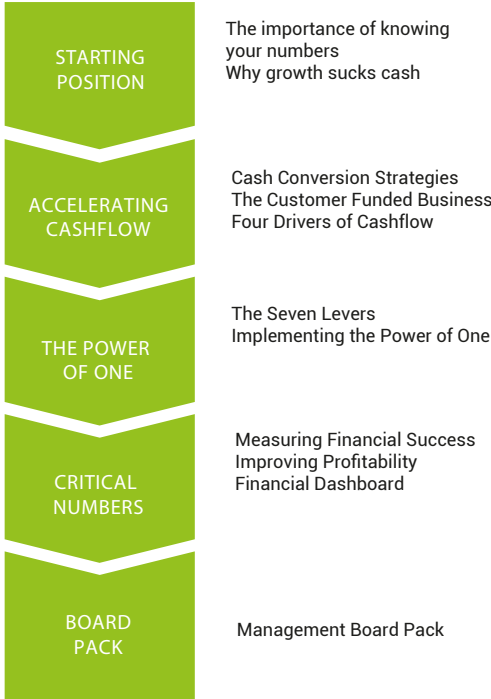 STARTING
POSITION
The importance of knowing
your numbers
Why growth sucks cash
ACCELERATING
CASHFLOW
Cash Conversion Strategies
The Customer Funded Business
Four Drivers of Cashflow
THE POWER
OF ONE
The Seven Levers
Implementing the Power of One
CRITICAL
NUMBERS
Measuring Financial Success
Improving Profitability
Financial Dashboard
BOARD
PACK
Management Board Pack